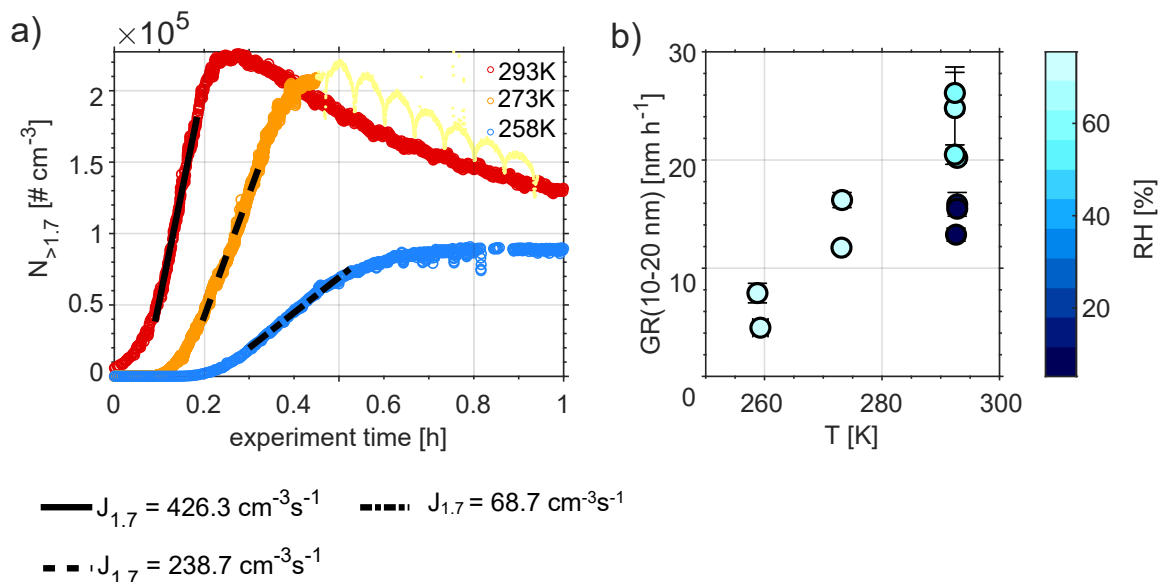 a)
×10⁵
N>1.7 [# cm⁻³]
2
1.5
1
0.5
0
0 0.2 0.4 0.6 0.8 1
experiment time [h]
293K
273K
258K
b)
GR(10-20 nm) [nm h⁻¹]
30
20
10
0
260 280 300
T [K]
60
40
20
RH [%]
J1.7 = 426.3 cm⁻³s⁻¹
J1.7 = 68.7 cm⁻³s⁻¹
J1.7 = 238.7 cm⁻³s⁻¹